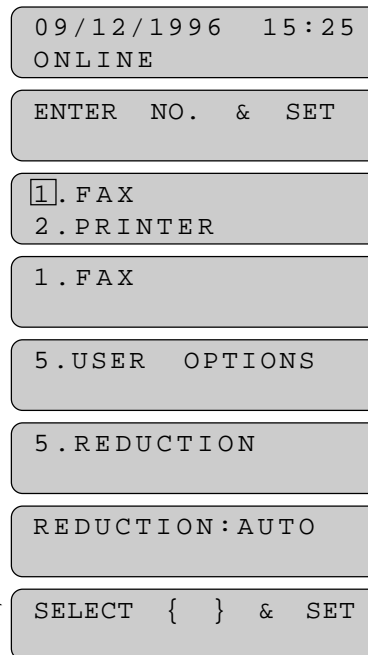 09/12/1996 15:25
ONLINE
ENTER NO. & SET
1.FAX
2.PRINTER
1.FAX
5.USER OPTIONS
5.REDUCTION
REDUCTION:AUTO
SELECT { } & SET